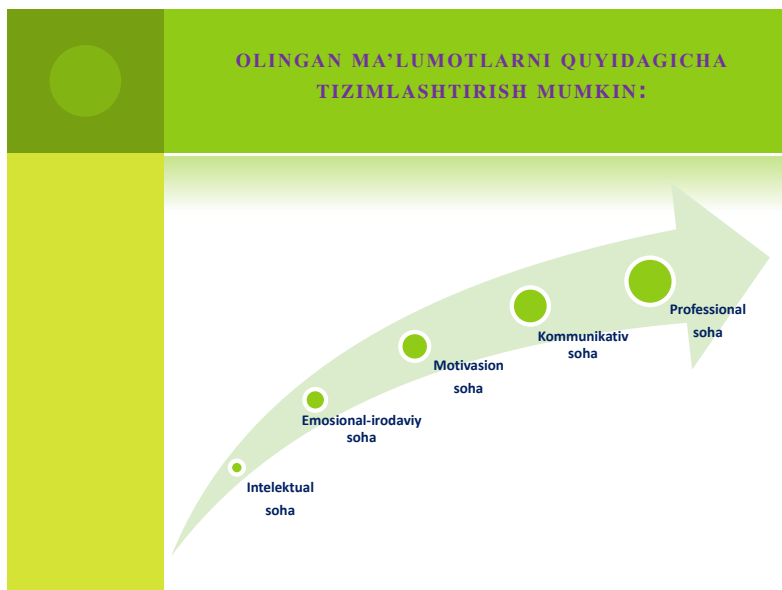 OLINGAN MA’LUMOTLARNI QUYIDAGICHA
TIZIMLASHTIRISH MUMKIN:
Professional
soha
Kommunikativ
soha
Motivasion
soha
Emosional-irodaviy
soha
Intelektual
soha